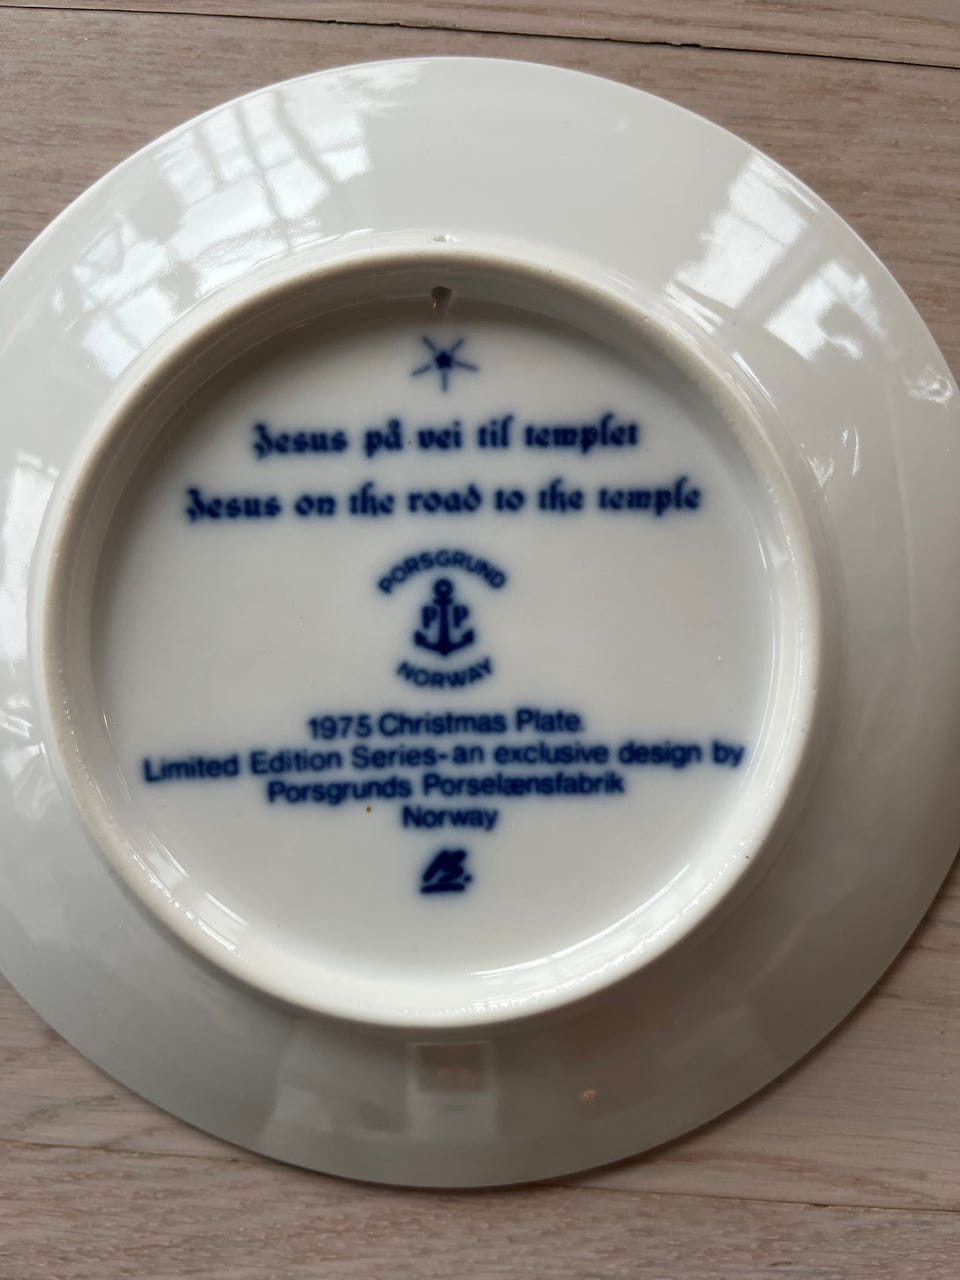 Jesus på vei til templet
Jesus on the road to the temple
PORSGRUND
PP
NORWAY
1975 Christmas Plate.
Limited Edition Series-an exclusive design by
Porsgrunds Porselænsfabrik
Norway